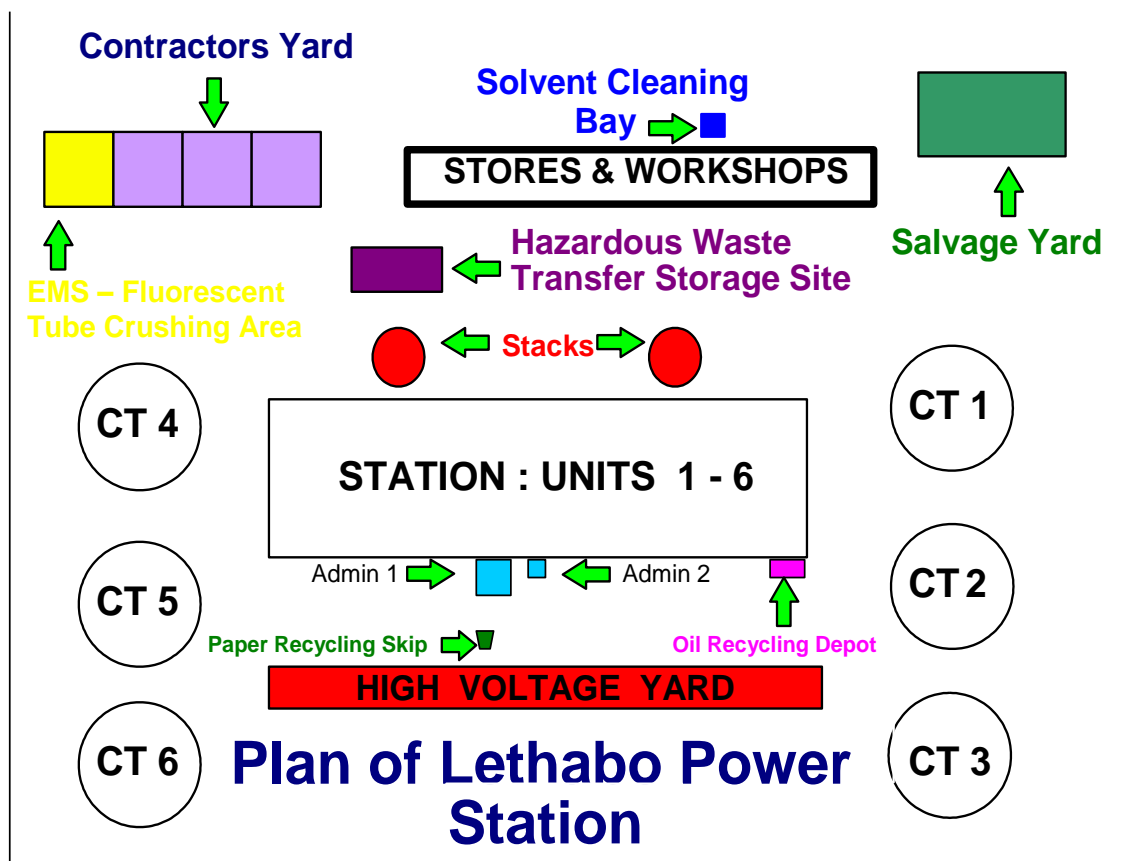 Contractors Yard
Solvent Cleaning
Bay
STORES & WORKSHOPS
Salvage Yard
Hazardous Waste
Transfer Storage Site
EMS – Fluorescent
Tube Crushing Area
Stacks
CT 4
CT 1
STATION : UNITS 1 - 6
Admin 1
Admin 2
CT 5
CT 2
Paper Recycling Skip
Oil Recycling Depot
HIGH VOLTAGE YARD
CT 6
CT 3
Plan of Lethabo Power
Station